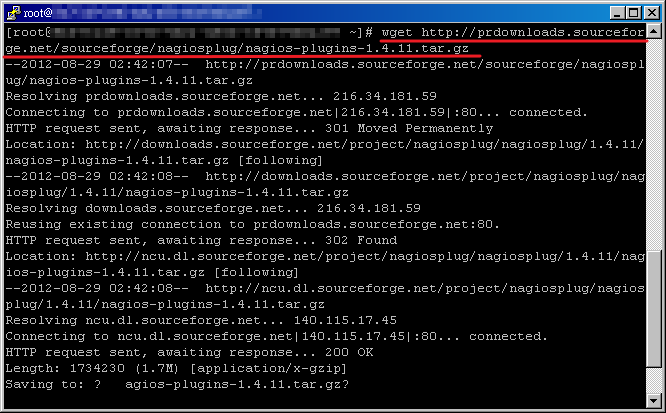 root@
[root@ ~]# wget http://prdownloads.sourcefor
ge.net/sourceforge/nagiosplug/nagios-plugins-1.4.11.tar.gz
--2012-08-29 02:42:07--  http://prdownloads.sourceforge.net/sourceforge/nagiospl
ug/nagios-plugins-1.4.11.tar.gz
Resolving prdownloads.sourceforge.net... 216.34.181.59
Connecting to prdownloads.sourceforge.net|216.34.181.59|:80... connected.
HTTP request sent, awaiting response... 301 Moved Permanently
Location: http://downloads.sourceforge.net/project/nagiosplug/nagiosplug/1.4.11/
nagios-plugins-1.4.11.tar.gz [following]
--2012-08-29 02:42:08--  http://downloads.sourceforge.net/project/nagiosplug/nag
iosplug/1.4.11/nagios-plugins-1.4.11.tar.gz
Resolving downloads.sourceforge.net... 216.34.181.59
Reusing existing connection to prdownloads.sourceforge.net:80.
HTTP request sent, awaiting response... 302 Found
Location: http://ncu.dl.sourceforge.net/project/nagiosplug/nagiosplug/1.4.11/nag
ios-plugins-1.4.11.tar.gz [following]
--2012-08-29 02:42:08--  http://ncu.dl.sourceforge.net/project/nagiosplug/nagios
plug/1.4.11/nagios-plugins-1.4.11.tar.gz
Resolving ncu.dl.sourceforge.net... 140.115.17.45
Connecting to ncu.dl.sourceforge.net|140.115.17.45|:80... connected.
HTTP request sent, awaiting response... 200 OK
Length: 1734230 (1.7M) [application/x-gzip]
Saving to: ?   agios-plugins-1.4.11.tar.gz?